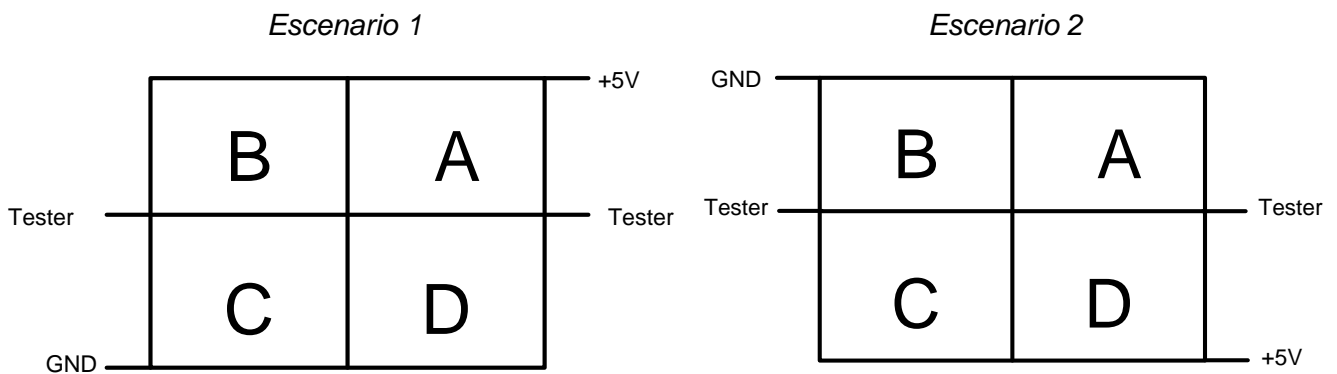 Escenario 1
Escenario 2
+5V
B
A
Tester
Tester
C
D
GND
GND
B
A
Tester
Tester
C
D
+5V